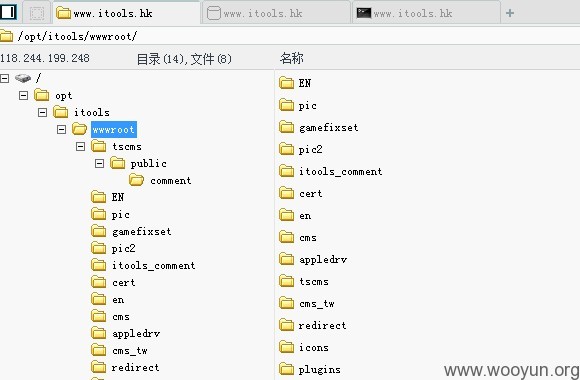 www.itools.hk www.itools.hk www.itools.hk
/opt/itools/wwwroot/
118.244.199.248 目录(14),文件(8) 名称
/
opt
itools
wwwroot
tscms
public
comment
EN
pic
gamefixset
pic2
itools_comment
cert
en
cms
appledrv
cms_tw
redirect
EN
pic
gamefixset
pic2
itools_comment
cert
en
cms
appledrv
tscms
cms_tw
redirect
icons
plugins
www.wooyun.org